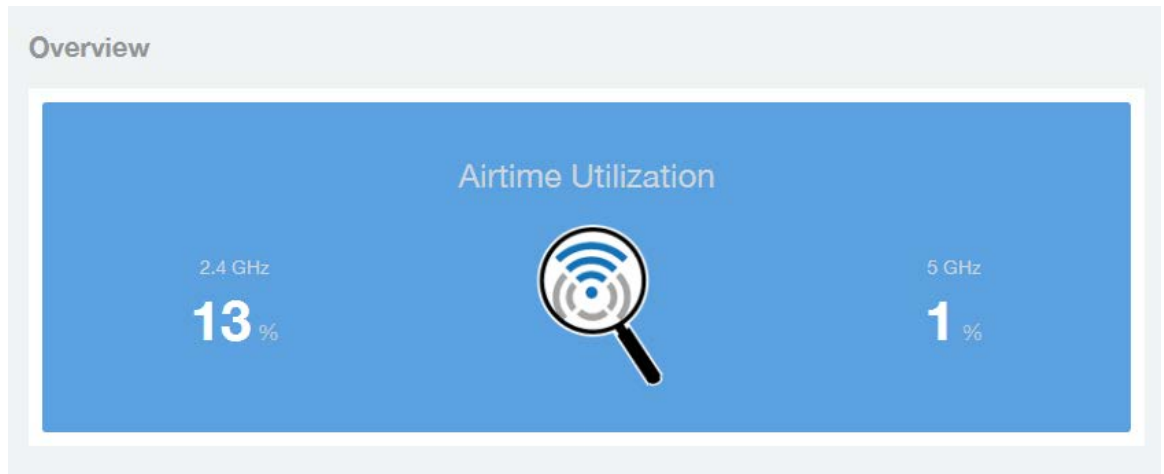 Overview
Airtime Utilization
2.4 GHz
13 %
5 GHz
1 %